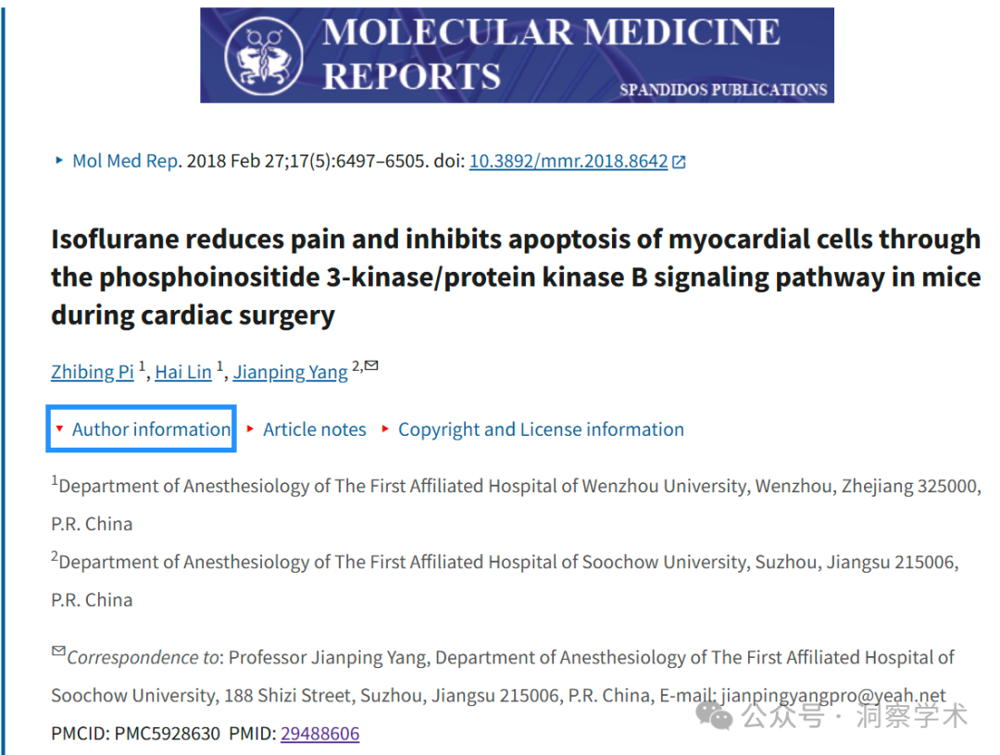 MOLECULAR MEDICINE
REPORTS
SPANDIDOS PUBLICATIONS
Mol Med Rep. 2018 Feb 27;17(5):6497–6505. doi: 10.3892/mmr.2018.8642
Isoflurane reduces pain and inhibits apoptosis of myocardial cells through
the phosphoinositide 3-kinase/protein kinase B signaling pathway in mice
during cardiac surgery
Zhibing Pi 1, Hai Lin 1, Jianping Yang 2,✉
Author information Article notes Copyright and License information
1Department of Anesthesiology of The First Affiliated Hospital of Wenzhou University, Wenzhou, Zhejiang 325000,
P.R. China
2Department of Anesthesiology of The First Affiliated Hospital of Soochow University, Suzhou, Jiangsu 215006,
P.R. China
✉Correspondence to: Professor Jianping Yang, Department of Anesthesiology of The First Affiliated Hospital of
Soochow University, 188 Shizi Street, Suzhou, Jiangsu 215006, P.R. China, E-mail: jianpingyangpro@yeah.net
公众号 · 洞察学术
PMCID: PMC5928630 PMID: 29488606